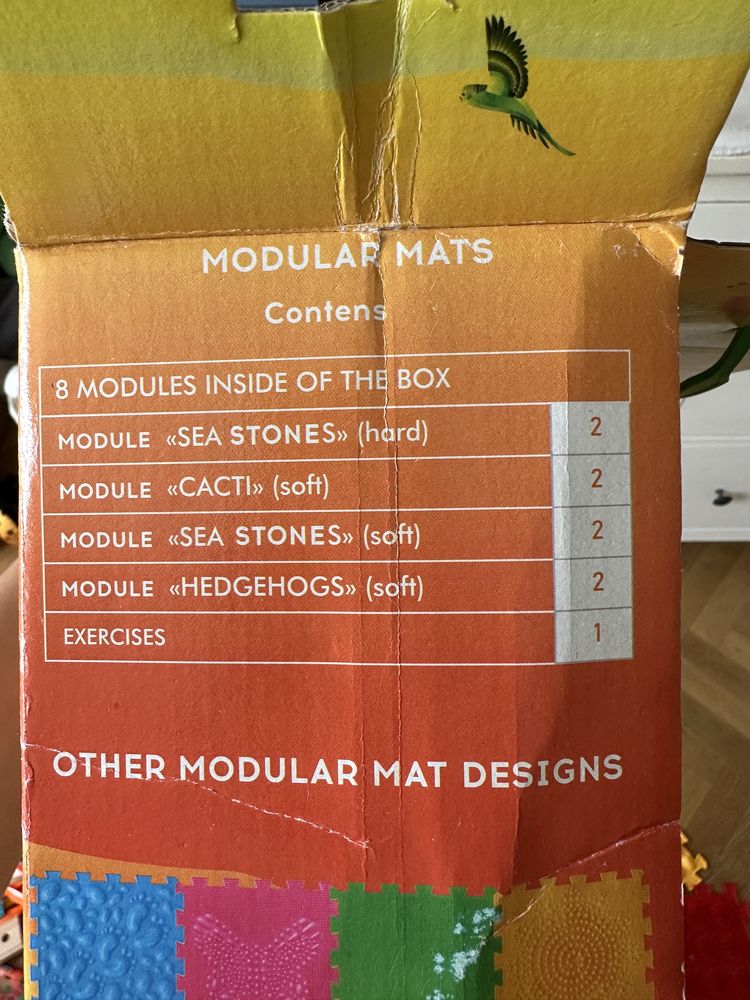 MODULAR MATS
Contens
8 MODULES INSIDE OF THE BOX
MODULE «SEA STONES» (hard) 2
MODULE «CACTI» (soft) 2
MODULE «SEA STONES» (soft) 2
MODULE «HEDGEHOGS» (soft) 2
EXERCISES 1
OTHER MODULAR MAT DESIGNS